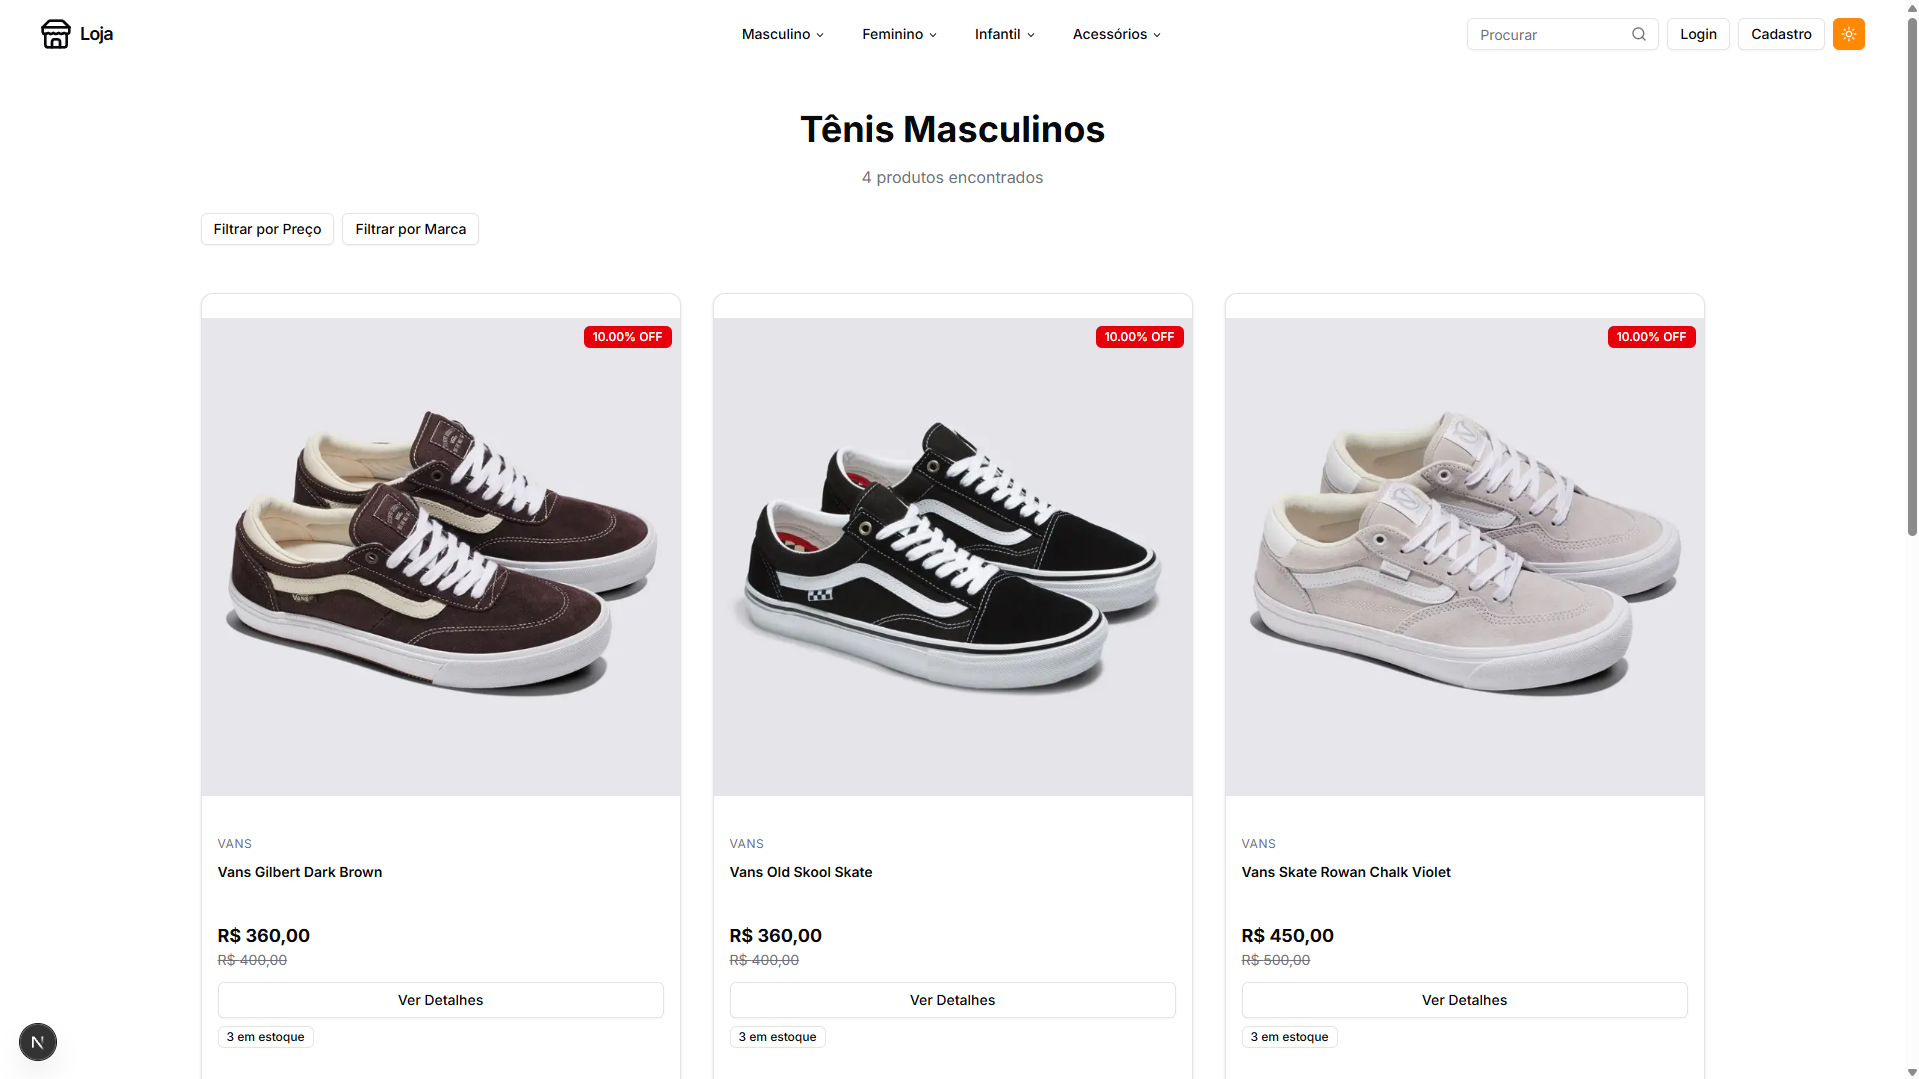 Loja
Masculino
Feminino
Infantil
Acessórios
Procurar
Login
Cadastro
Tênis Masculinos
4 produtos encontrados
Filtrar por Preço
Filtrar por Marca
10.00% OFF
10.00% OFF
10.00% OFF
VANS
Vans Gilbert Dark Brown
R$ 360,00
R$ 400,00
Ver Detalhes
3 em estoque
VANS
Vans Old Skool Skate
R$ 360,00
R$ 400,00
Ver Detalhes
3 em estoque
VANS
Vans Skate Rowan Chalk Violet
R$ 450,00
R$ 500,00
Ver Detalhes
3 em estoque
N